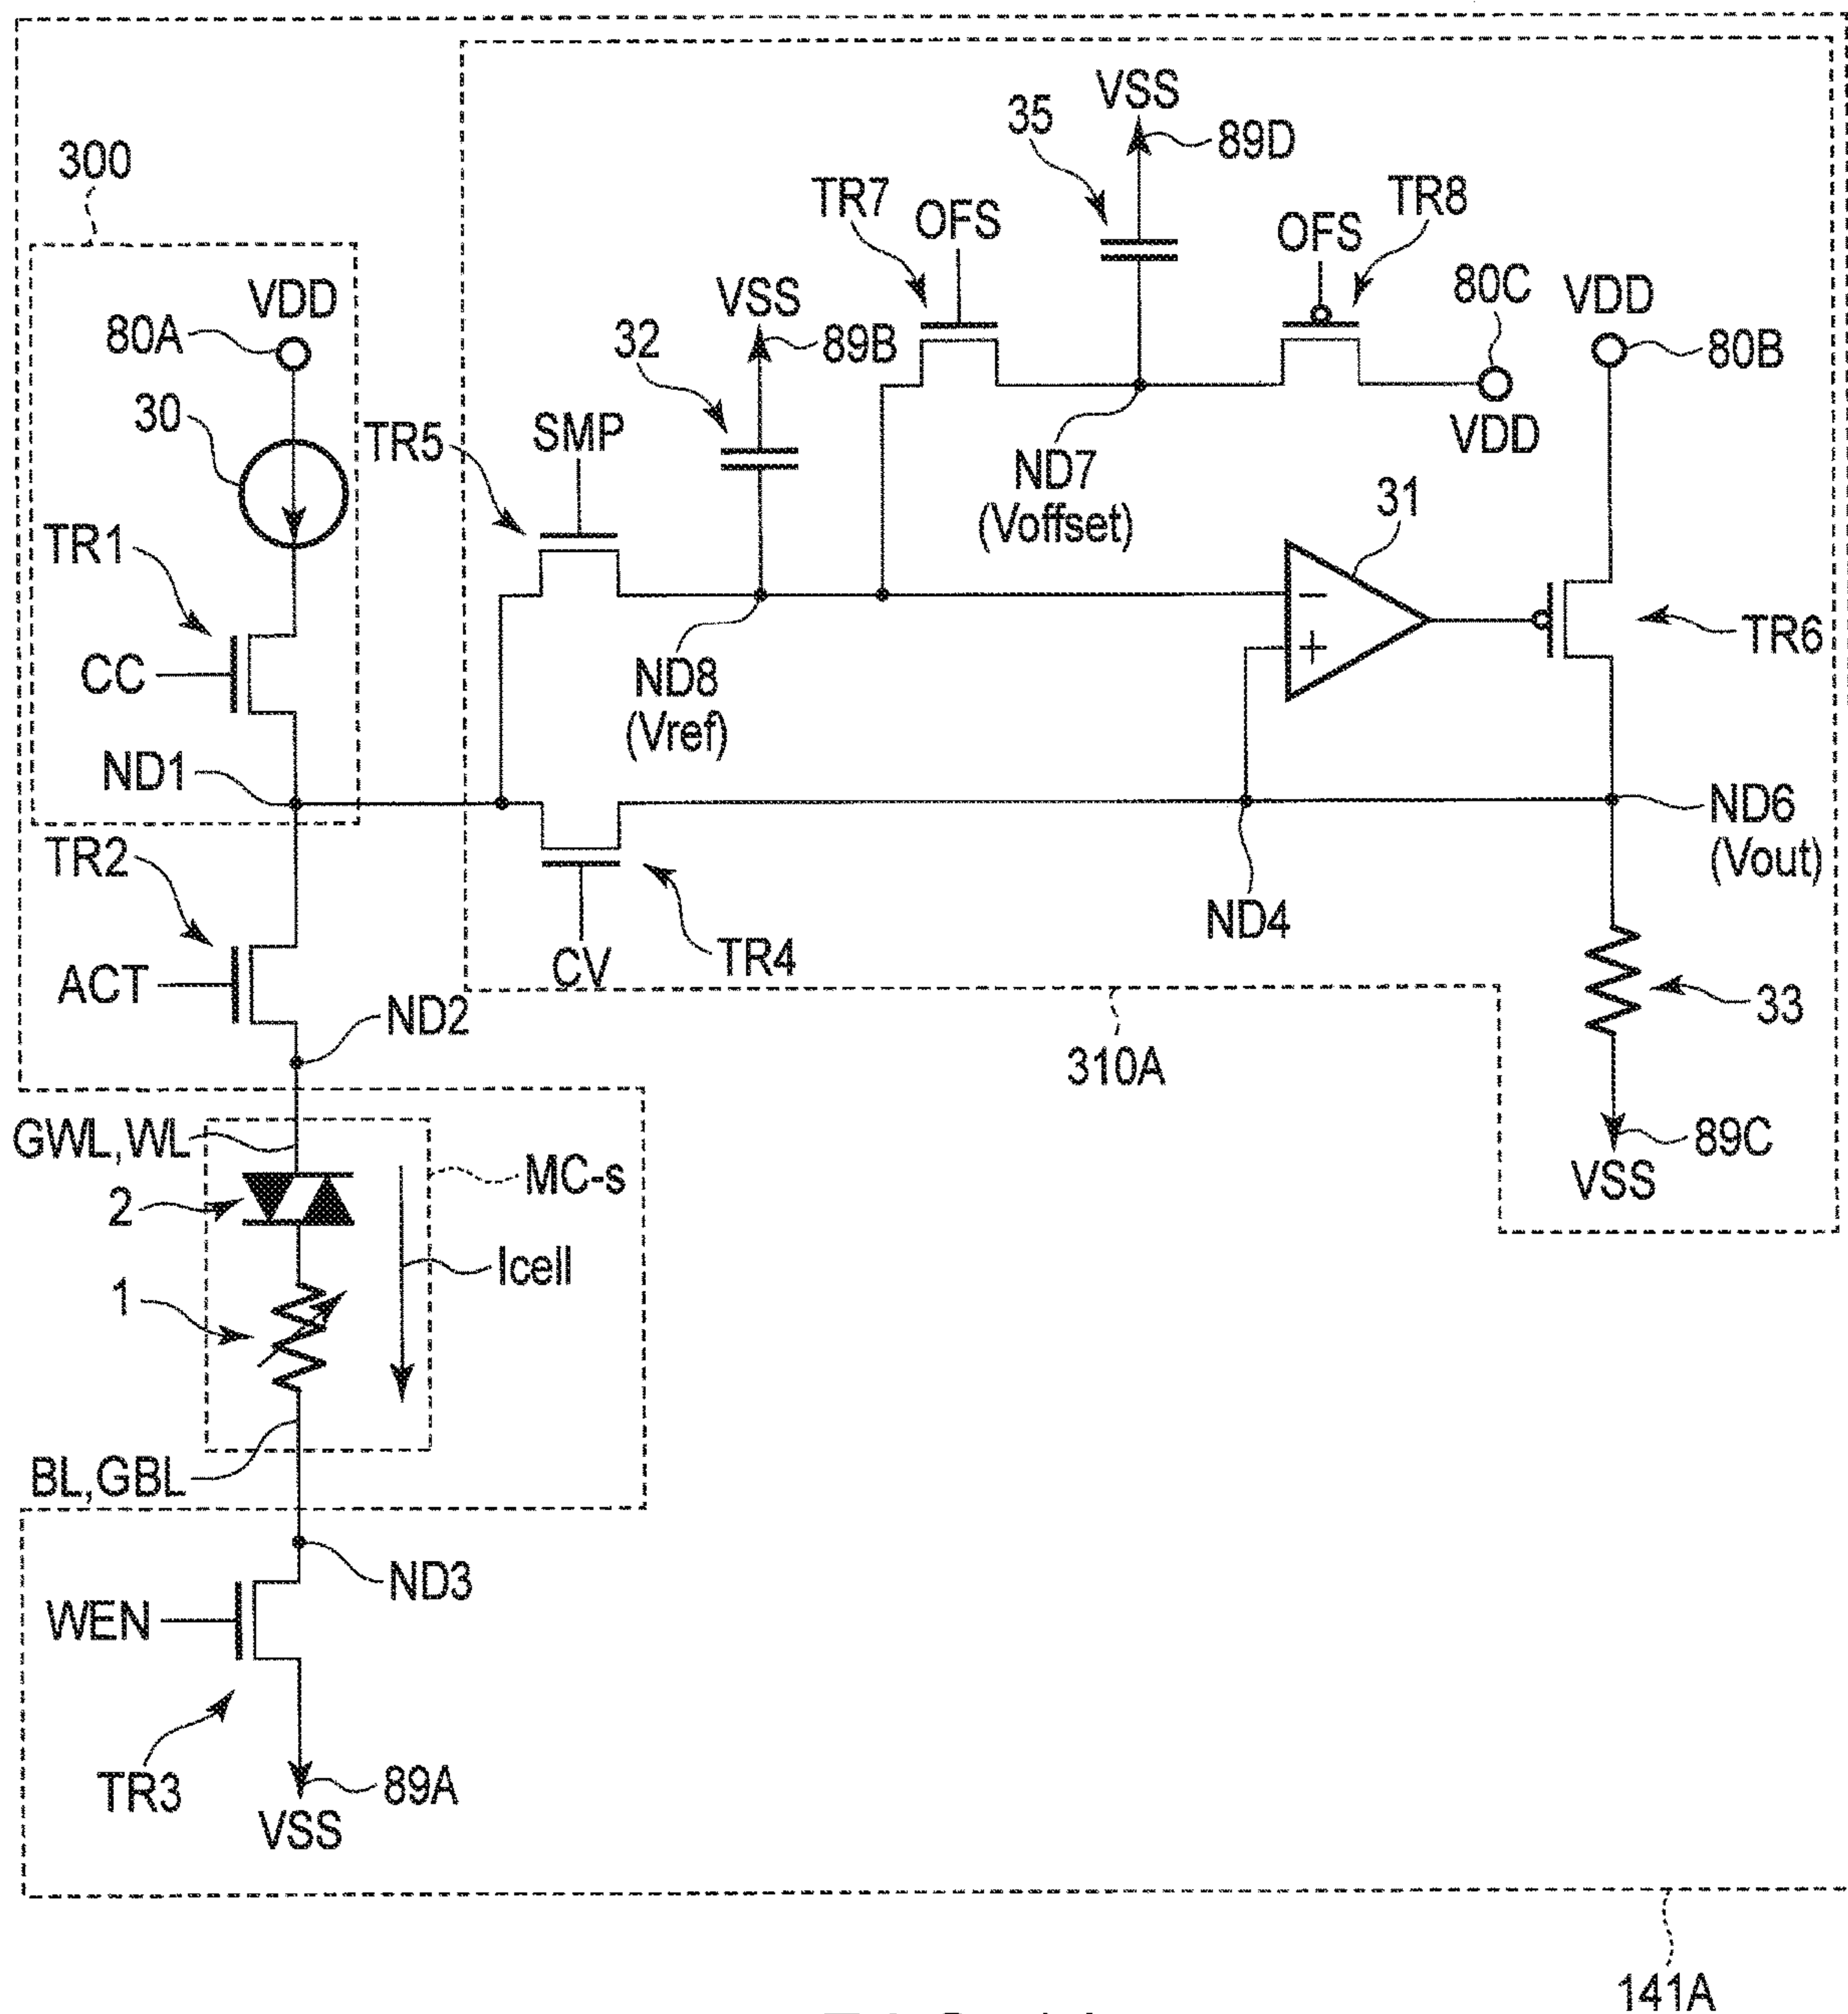 VSS
35
89D
300
TR7
OFS
TR8
OFS
VDD
80A
VSS
32
89B
80C
VDD
80B
30
TR5
SMP
VDD
ND7
(Voffset)
31
TR1
CC
ND8
(Vref)
−
+
TR6
ND1
TR2
ND6
(Vout)
ND4
CV
TR4
ACT
ND2
33
310A
GWL,WL
MC-s
89C
VSS
2
Icell
1
BL,GBL
ND3
WEN
TR3
89A
VSS
141A